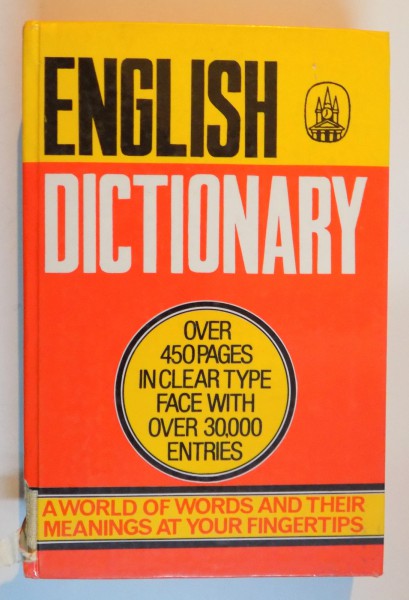 ENGLISH
DICTIONARY
OVER
450 PAGES
IN CLEAR TYPE
FACE WITH
OVER 30,000
ENTRIES
A WORLD OF WORDS AND THEIR
MEANINGS AT YOUR FINGERTIPS